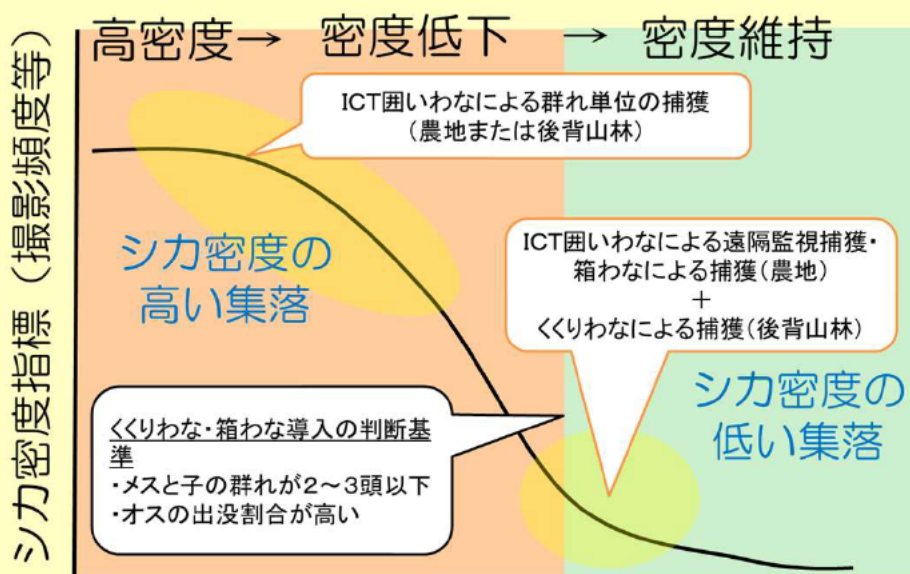 高密度→ 密度低下 → 密度維持
シカ密度指標（撮影頻度等）
ICT囲いわなによる群れ単位の捕獲
（農地または後背山林）
シカ密度の
高い集落
ICT囲いわなによる遠隔監視捕獲・
箱わなによる捕獲（農地）
＋
くくりわなによる捕獲（後背山林）
くくりわな・箱わな導入の判断基
準
・メスと子の群れが２～３頭以下
・オスの出没割合が高い
シカ密度の
低い集落